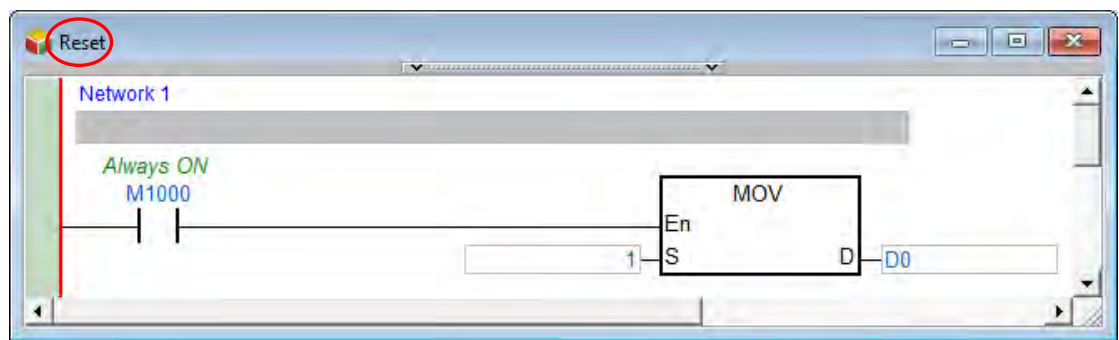 Reset
Network 1
Always ON
M1000
MOV
En
1 S D D0